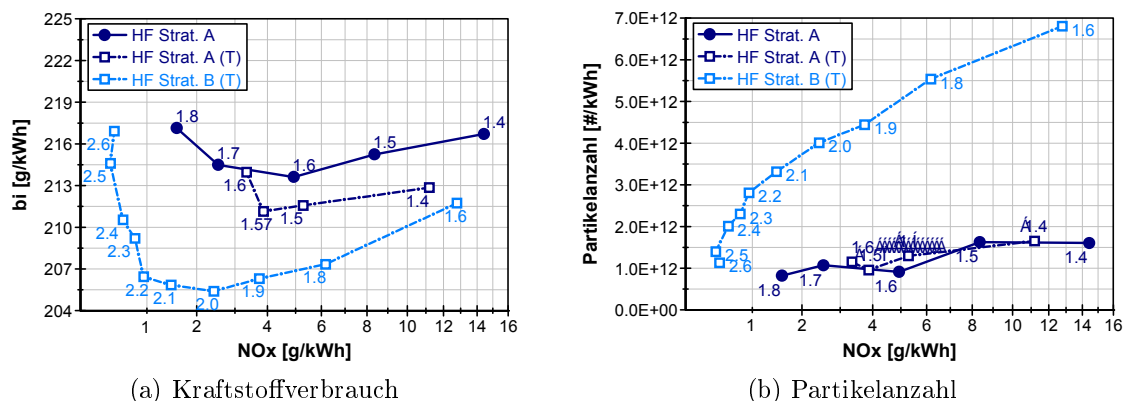 225
222
219
216
213
210
207
204
bi [g/kWh]
HF Strat. A
HF Strat. A (T)
HF Strat. B (T)
1.8
1.7
1.6
1.5
1.4
1.6
1.57
1.5
1.4
2.6
2.5
2.4
2.3
2.2
2.1
2.0
1.9
1.8
1.6
1 2 4 6 8 10 12 14 16
NOx [g/kWh]
(a) Kraftstoffverbrauch
7.0E+12
6.0E+12
5.0E+12
4.0E+12
3.0E+12
2.0E+12
1.0E+12
0.0E+00
Partikelanzahl [#/kWh]
HF Strat. A
HF Strat. A (T)
HF Strat. B (T)
1.6
1.8
1.9
2.0
2.1
2.2
2.3
2.4
2.5
2.6
1.6
1.4
1.8
1.7
1.6
1.5
1.4
1 2 4 6 8 10 12 14 16
NOx [g/kWh]
(b) Partikelanzahl